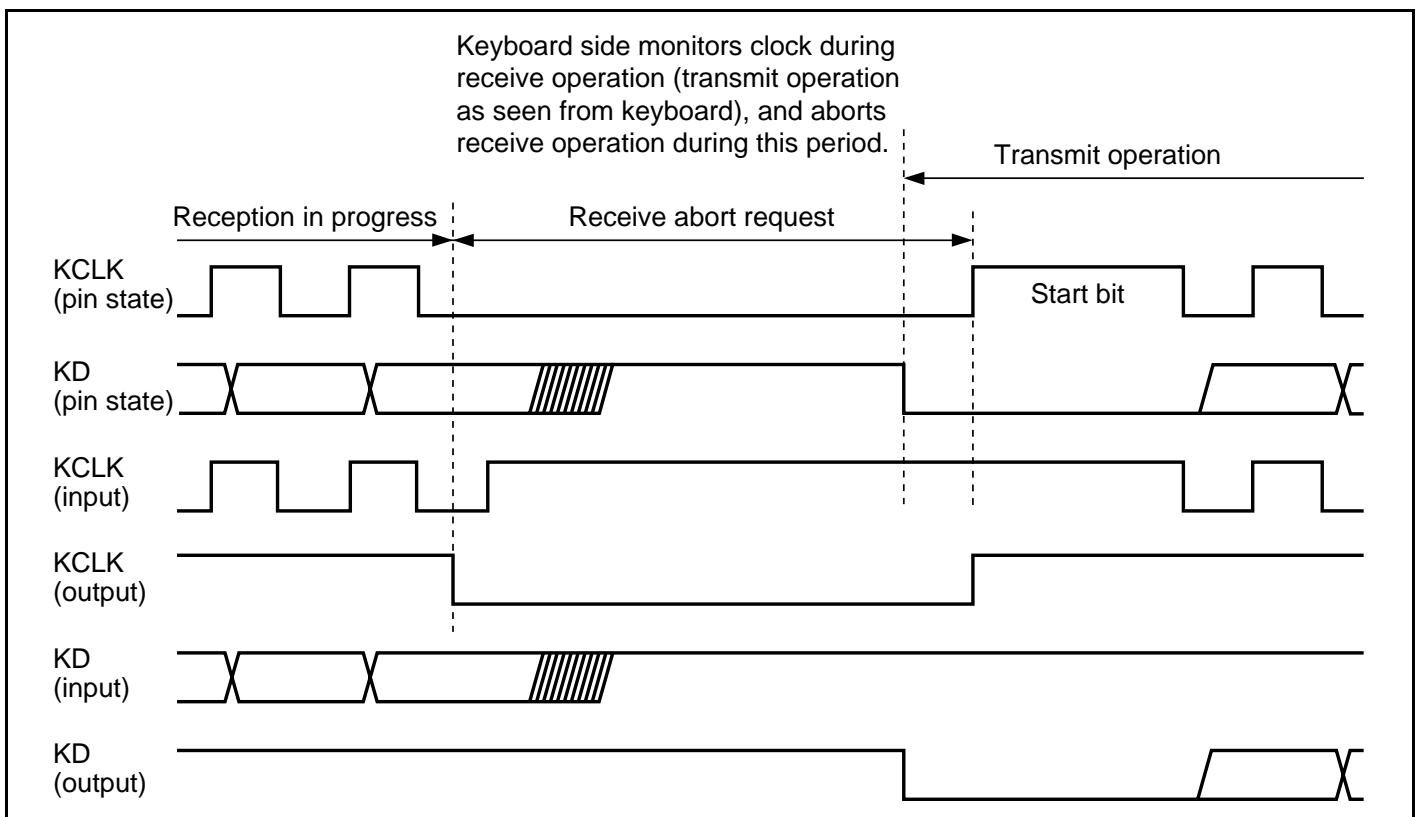 Keyboard side monitors clock during
receive operation (transmit operation
as seen from keyboard), and aborts
receive operation during this period.
Transmit operation
Reception in progress
Receive abort request
KCLK
(pin state)
Start bit
KD
(pin state)
KCLK
(input)
KCLK
(output)
KD
(input)
KD
(output)